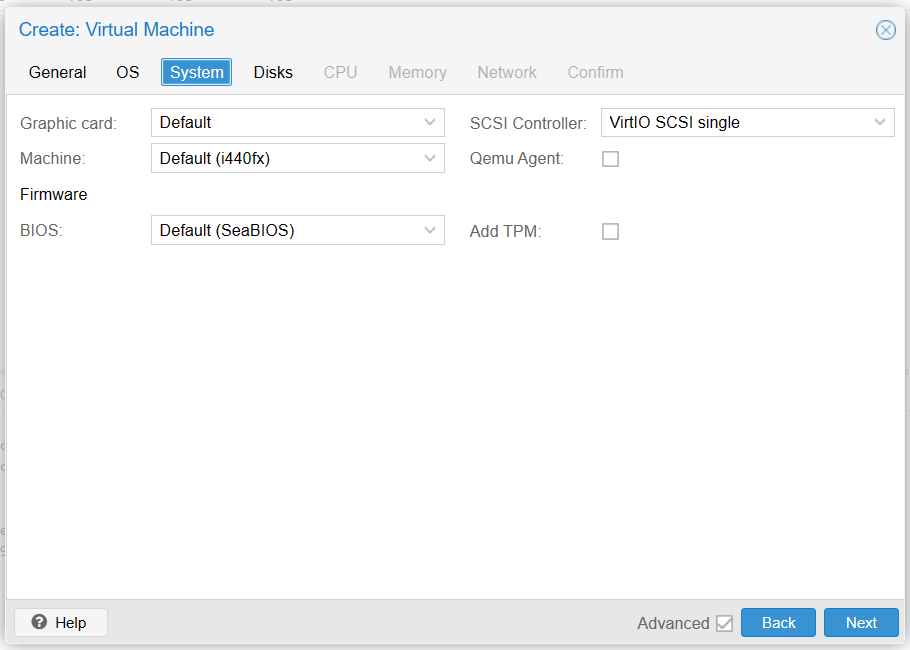 Create: Virtual Machine
General OS System Disks CPU Memory Network Confirm
Graphic card: Default SCSI Controller: VirtIO SCSI single
Machine: Default (i440fx) Qemu Agent:
Firmware
BIOS: Default (SeaBIOS) Add TPM:
Help Advanced Back Next